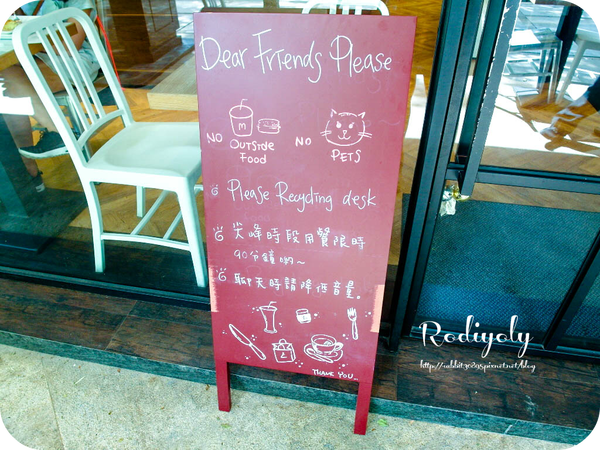 Dear Friends Please
M
NO OUTSIDE Food
NO PETS
Please Recycling desk
尖峰時段用餐限時
90分鐘喲~
聊天時請降低音量。
THANK YOU
Rodiyoly